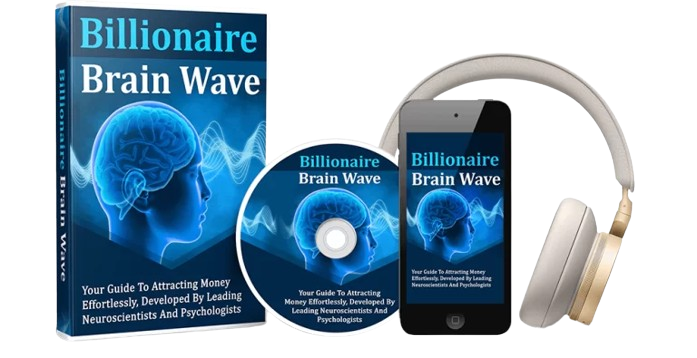 Billionaire
Brain Wave
Billionaire Brain Wave
Your Guide To Attracting Money
Effortlessly, Developed By Leading
Neuroscientists And Psychologists
Billionaire
Brain Wave
Your Guide To Attracting
Money Effortlessly, Developed By
Leading Neuroscientists And
Psychologists
Billionaire
Brain Wave
Your Guide To Attracting Money
Effortlessly, Developed By Leading
Neuroscientists And Psychologists